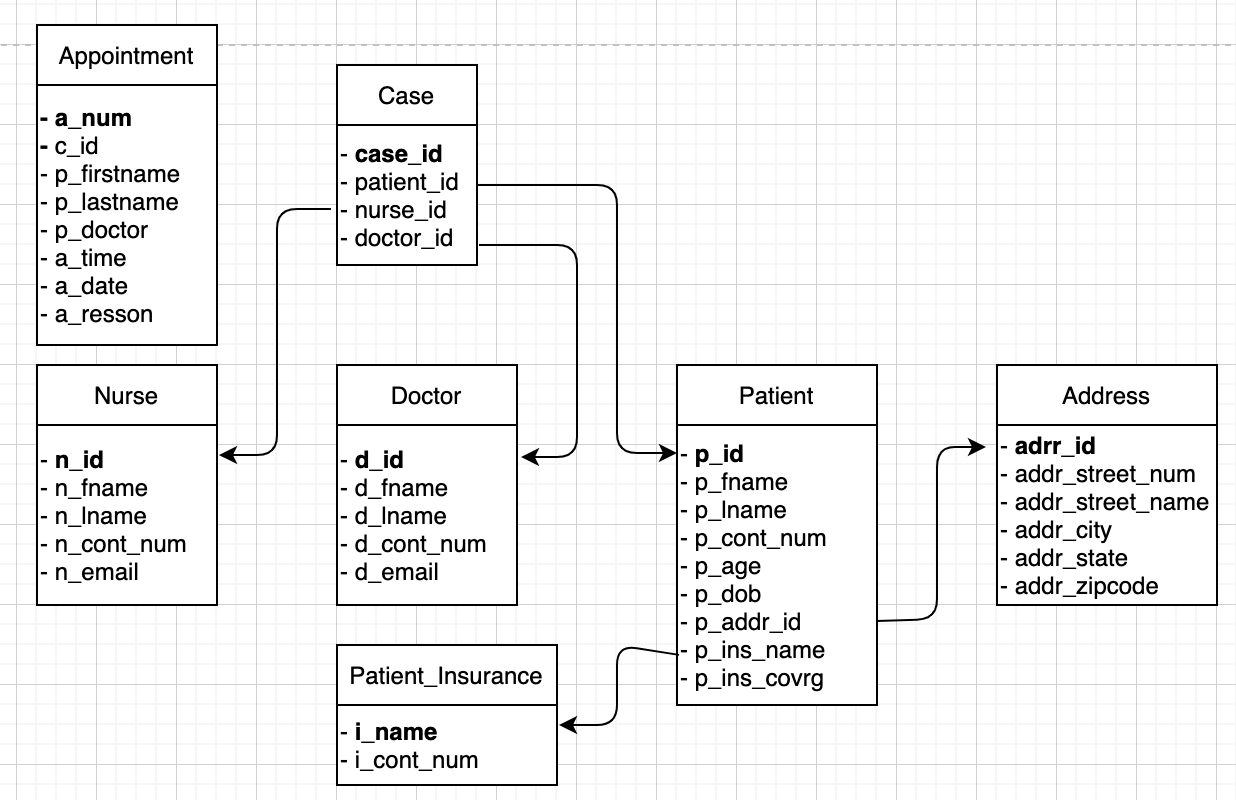 Appointment
- a_num
- c_id
- p_firstname
- p_lastname
- p_doctor
- a_time
- a_date
- a_resson
Case
- case_id
- patient_id
- nurse_id
- doctor_id
Nurse
- n_id
- n_fname
- n_lname
- n_cont_num
- n_email
Doctor
- d_id
- d_fname
- d_lname
- d_cont_num
- d_email
Patient
- p_id
- p_fname
- p_lname
- p_cont_num
- p_age
- p_dob
- p_addr_id
- p_ins_name
- p_ins_covrg
Address
- adrr_id
- addr_street_num
- addr_street_name
- addr_city
- addr_state
- addr_zipcode
Patient_Insurance
- i_name
- i_cont_num